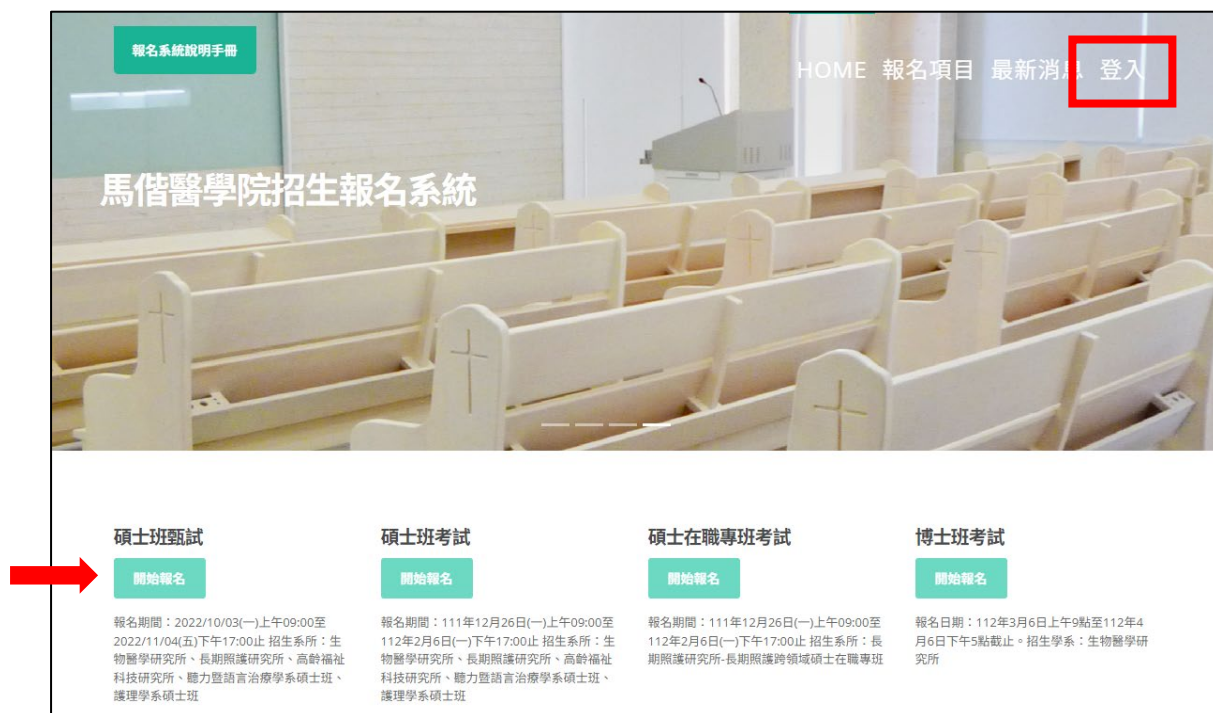 報名系統說明手冊
HOME 報名項目 最新消息 登入
馬偕醫學院招生報名系統
碩士班甄試
開始報名
報名期間：2022/10/03(一)上午09:00至
2022/11/04(五)下午17:00止 招生系所：生
物醫學研究所、長期照護研究所、高齡福祉
科技研究所、聽力暨語言治療學系碩士班、
護理學系碩士班
碩士班考試
開始報名
報名期間：111年12月26日(一)上午09:00至
112年2月6日(一)下午17:00止 招生系所：生
物醫學研究所、長期照護研究所、高齡福祉
科技研究所、聽力暨語言治療學系碩士班、
護理學系碩士班
碩士在職專班考試
開始報名
報名期間：111年12月26日(一)上午09:00至
112年2月6日(一)下午17:00止 招生系所：長
期照護研究所-長期照護跨領域碩士在職專班
博士班考試
開始報名
報名日期：112年3月6日上午9點至112年4
月6日下午5點截止。招生學系：生物醫學研
究所